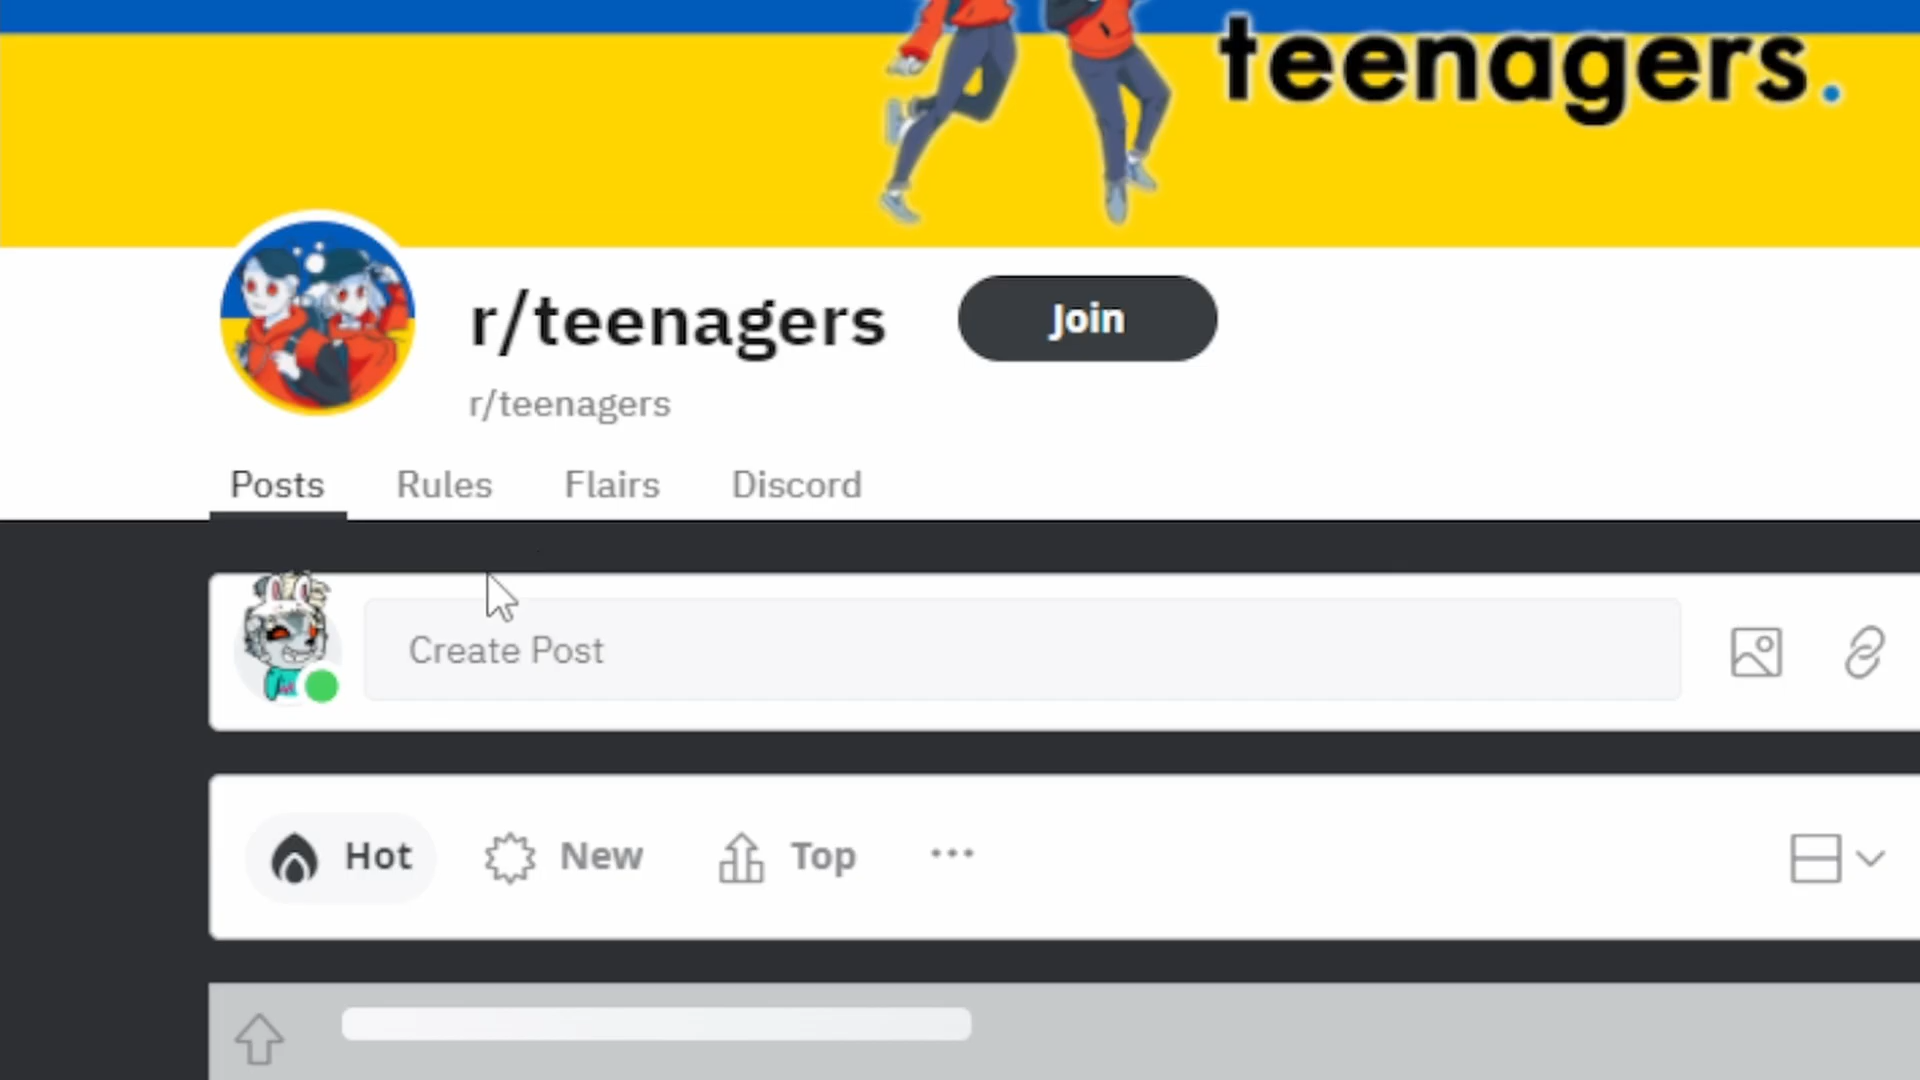 teenagers.
r/teenagers Join
r/teenagers
Posts Rules Flairs Discord
Create Post
Hot New Top ...